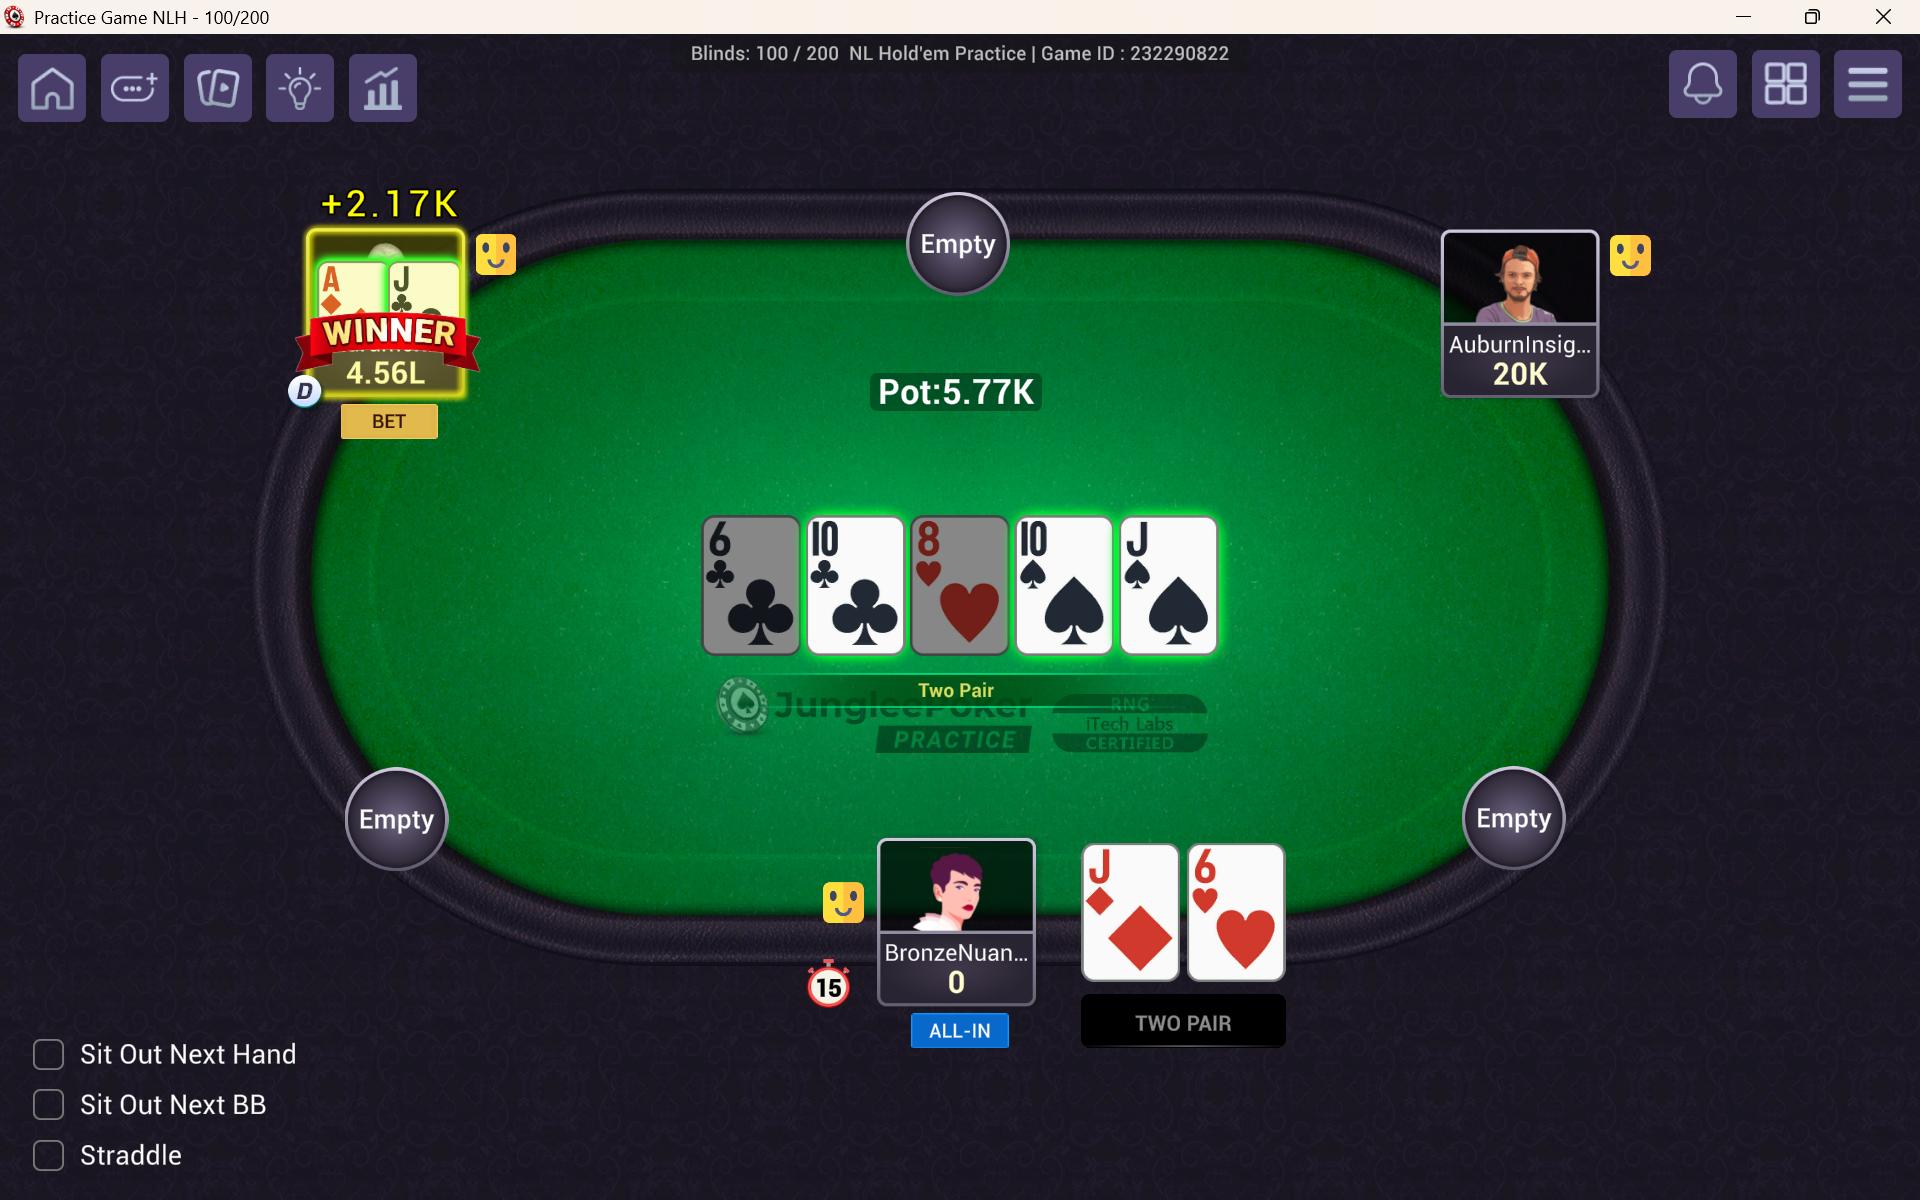 Practice Game NLH - 100/200
Blinds: 100 / 200 NL Hold'em Practice | Game ID : 232290822
+2.17K
A J
WINNER
4.56L
D
BET
Empty
AuburnInsig...
20K
Pot:5.77K
6 10 8 10 J
Two Pair
JungleePoker
PRACTICE
RNG
iTech Labs
CERTIFIED
Empty
Empty
J 6
BronzeNuan...
0
15
ALL-IN
TWO PAIR
Sit Out Next Hand
Sit Out Next BB
Straddle